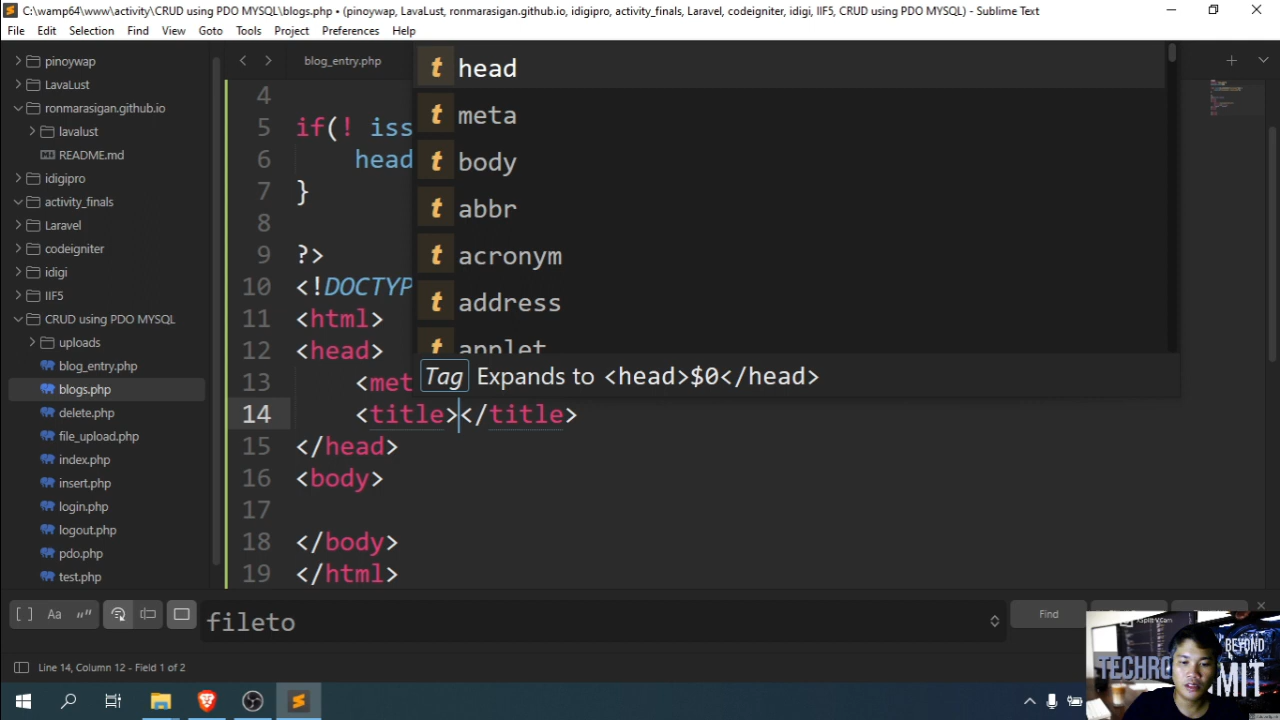 C:\wamp64\www\activity\CRUD using PDO MYSQL\blogs.php • (pinoywap, LavaLust, ronmarasigan.github.io, idigipro, activity_finals, Laravel, codeigniter, idigi, IIF5, CRUD using PDO MYSQL) - Sublime Text
File Edit Selection Find View Goto Tools Project Preferences Help
pinoywap
LavaLust
ronmarasigan.github.io
lavalust
README.md
idigipro
activity_finals
Laravel
codeigniter
idigi
IIF5
CRUD using PDO MYSQL
uploads
blog_entry.php
blogs.php
delete.php
file_upload.php
index.php
insert.php
login.php
logout.php
pdo.php
test.php
blog_entry.php
4
5 if(! iss
6 head
7 }
8
9 ?>
10 <!DOCTYP
11 <html>
12 <head>
13 <met
14 <title></title>
15 </head>
16 <body>
17
18 </body>
19 </html>
t head
t meta
t body
t abbr
t acronym
t address
t applet
Tag Expands to <head>$0</head>
[ ] Aa “”
fileto
Find
Line 14, Column 12 - Field 1 of 2
XSplit VCam
BEYOND
TECHRO
MIT